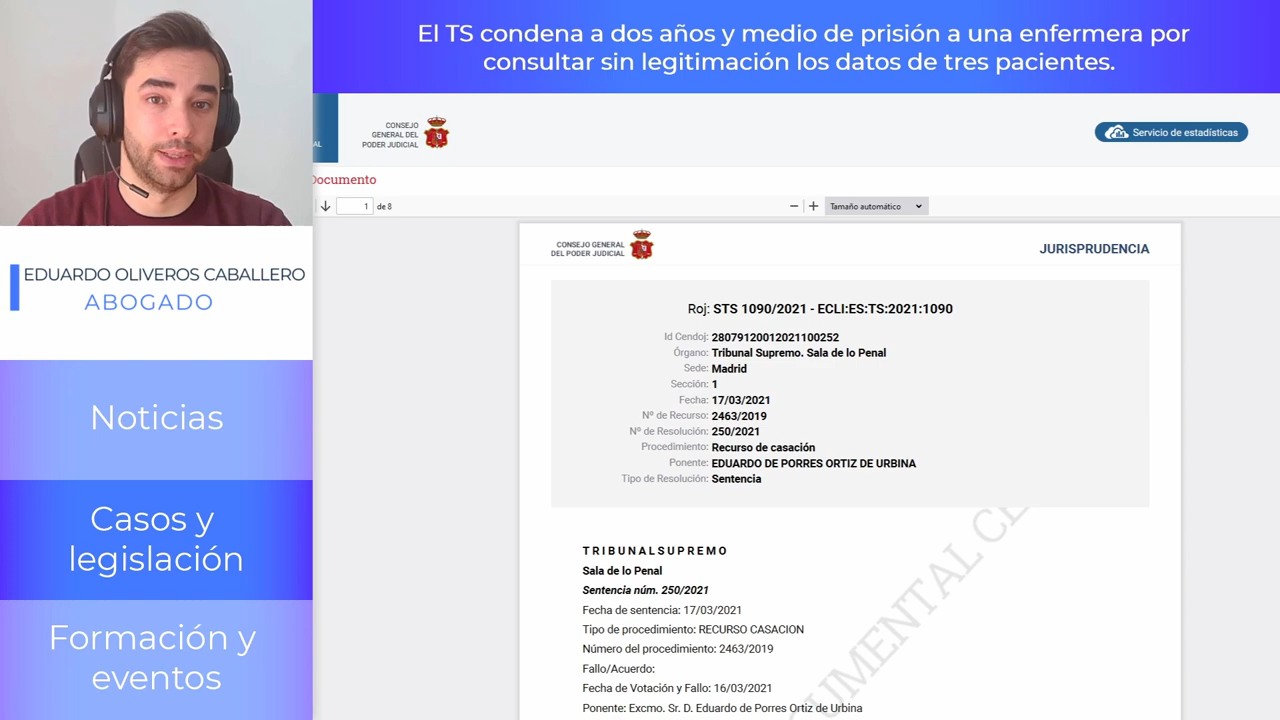 El TS condena a dos años y medio de prisión a una enfermera por
consultar sin legitimación los datos de tres pacientes.
EDUARDO OLIVEROS CABALLERO
ABOGADO
Noticias
Casos y
legislación
Formación y
eventos
AL
CONSEJO
GENERAL DEL
PODER JUDICIAL
Servicio de estadísticas
Documento
1 de 8
Tamaño automático
CONSEJO GENERAL
DEL PODER JUDICIAL
JURISPRUDENCIA
Roj: STS 1090/2021 - ECLI:ES:TS:2021:1090
Id Cendoj: 28079120012021100252
Órgano: Tribunal Supremo. Sala de lo Penal
Sede: Madrid
Sección: 1
Fecha: 17/03/2021
Nº de Recurso: 2463/2019
Nº de Resolución: 250/2021
Procedimiento: Recurso de casación
Ponente: EDUARDO DE PORRES ORTIZ DE URBINA
Tipo de Resolución: Sentencia
T R I B U N A L S U P R E M O
Sala de lo Penal
Sentencia núm. 250/2021
Fecha de sentencia: 17/03/2021
Tipo de procedimiento: RECURSO CASACION
Número del procedimiento: 2463/2019
Fallo/Acuerdo:
Fecha de Votación y Fallo: 16/03/2021
Ponente: Excmo. Sr. D. Eduardo de Porres Ortiz de Urbina
UMENTAL CE